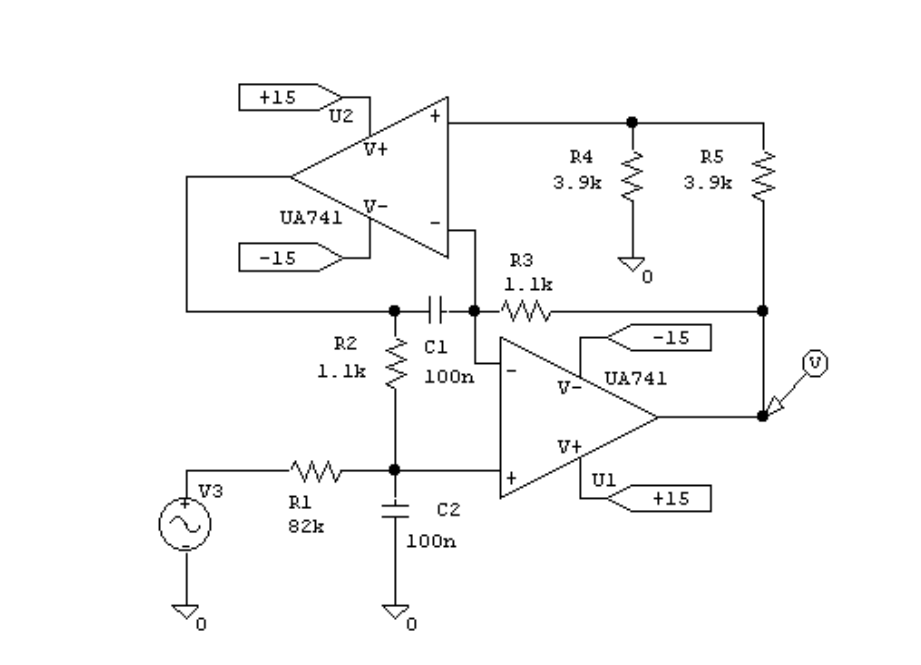 +15
U2
+
V+
R4
3.9k
R5
3.9k
V-
UA741
-
-15
0
R3
1.1k
R2
1.1k
C1
100n
-
-15
V-
UA741
V
V+
+
U1
+15
V3
+
-
R1
82k
C2
100n
0
0